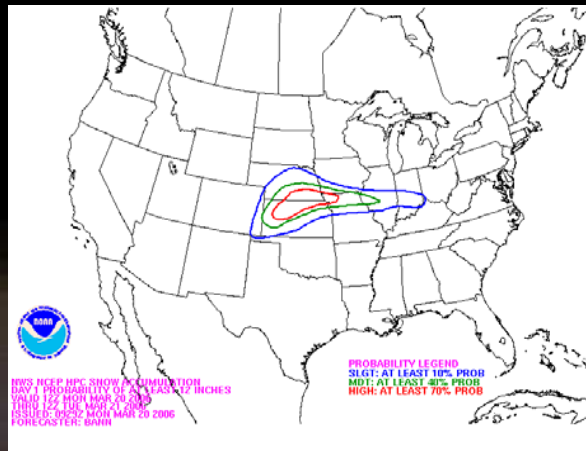 NOAA
NWS NCEP HPC SNOW ACCUMULATION
DAY 1 PROBABILITY OF AT LEAST 12 INCHES
VALID 12Z MON MAR 20 2006
THRU 12Z TUE MAR 21 2006
ISSUED: 0929Z MON MAR 20 2006
FORECASTER: BANN
PROBABILITY LEGEND
SLGT: AT LEAST 10% PROB
MDT: AT LEAST 40% PROB
HIGH: AT LEAST 70% PROB